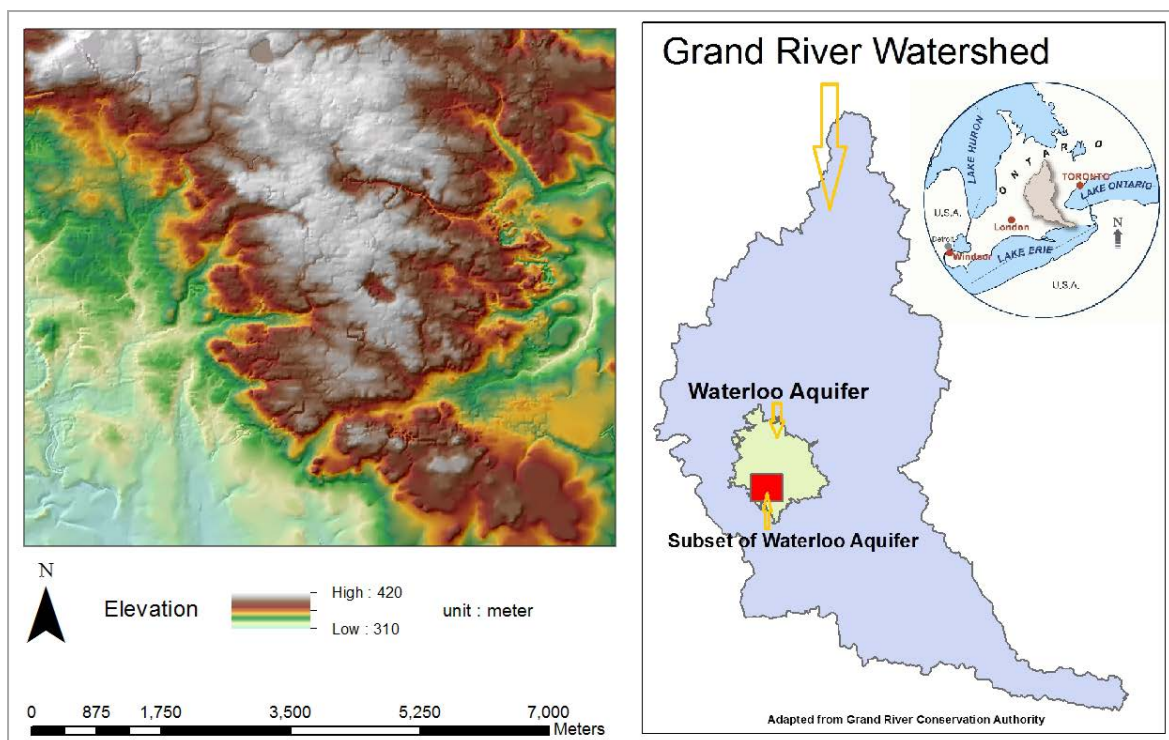 N
Elevation
High : 420
Low : 310
unit : meter
0 875 1,750 3,500 5,250 7,000
Meters
Grand River Watershed
LAKE HURON
ONTARIO
TORONTO
LAKE ONTARIO
U.S.A.
London
N
Detroit
Windsor
LAKE ERIE
U.S.A.
Waterloo Aquifer
Subset of Waterloo Aquifer
Adapted from Grand River Conservation Authority